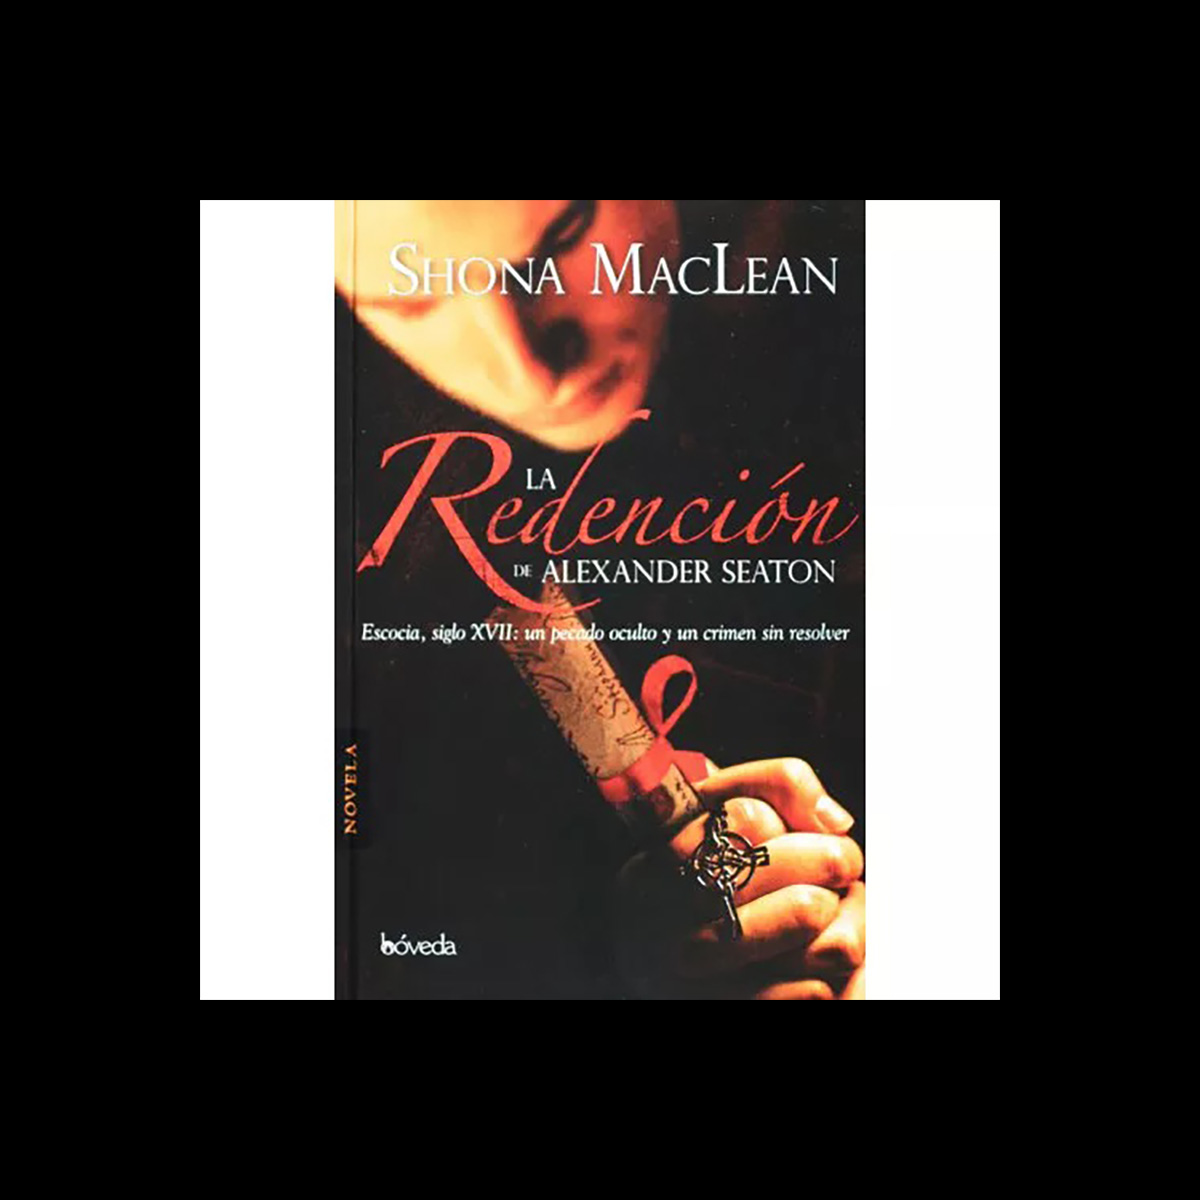 SHONA MACLEAN
LA
Redención
DE ALEXANDER SEATON
Escocia, siglo XVII: un pecado oculto y un crimen sin resolver
NOVELA
bóveda